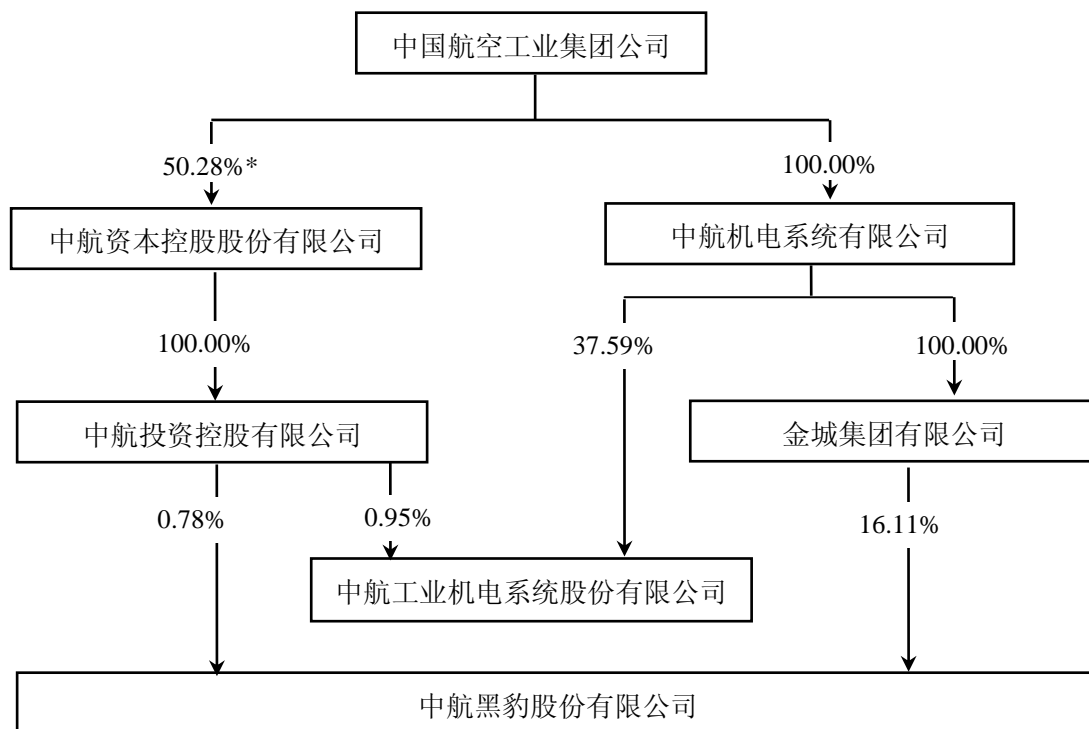 中国航空工业集团公司
50.28%*
100.00%
中航资本控股股份有限公司
中航机电系统有限公司
100.00%
37.59%
100.00%
中航投资控股有限公司
金城集团有限公司
0.78%
0.95%
16.11%
中航工业机电系统股份有限公司
中航黑豹股份有限公司